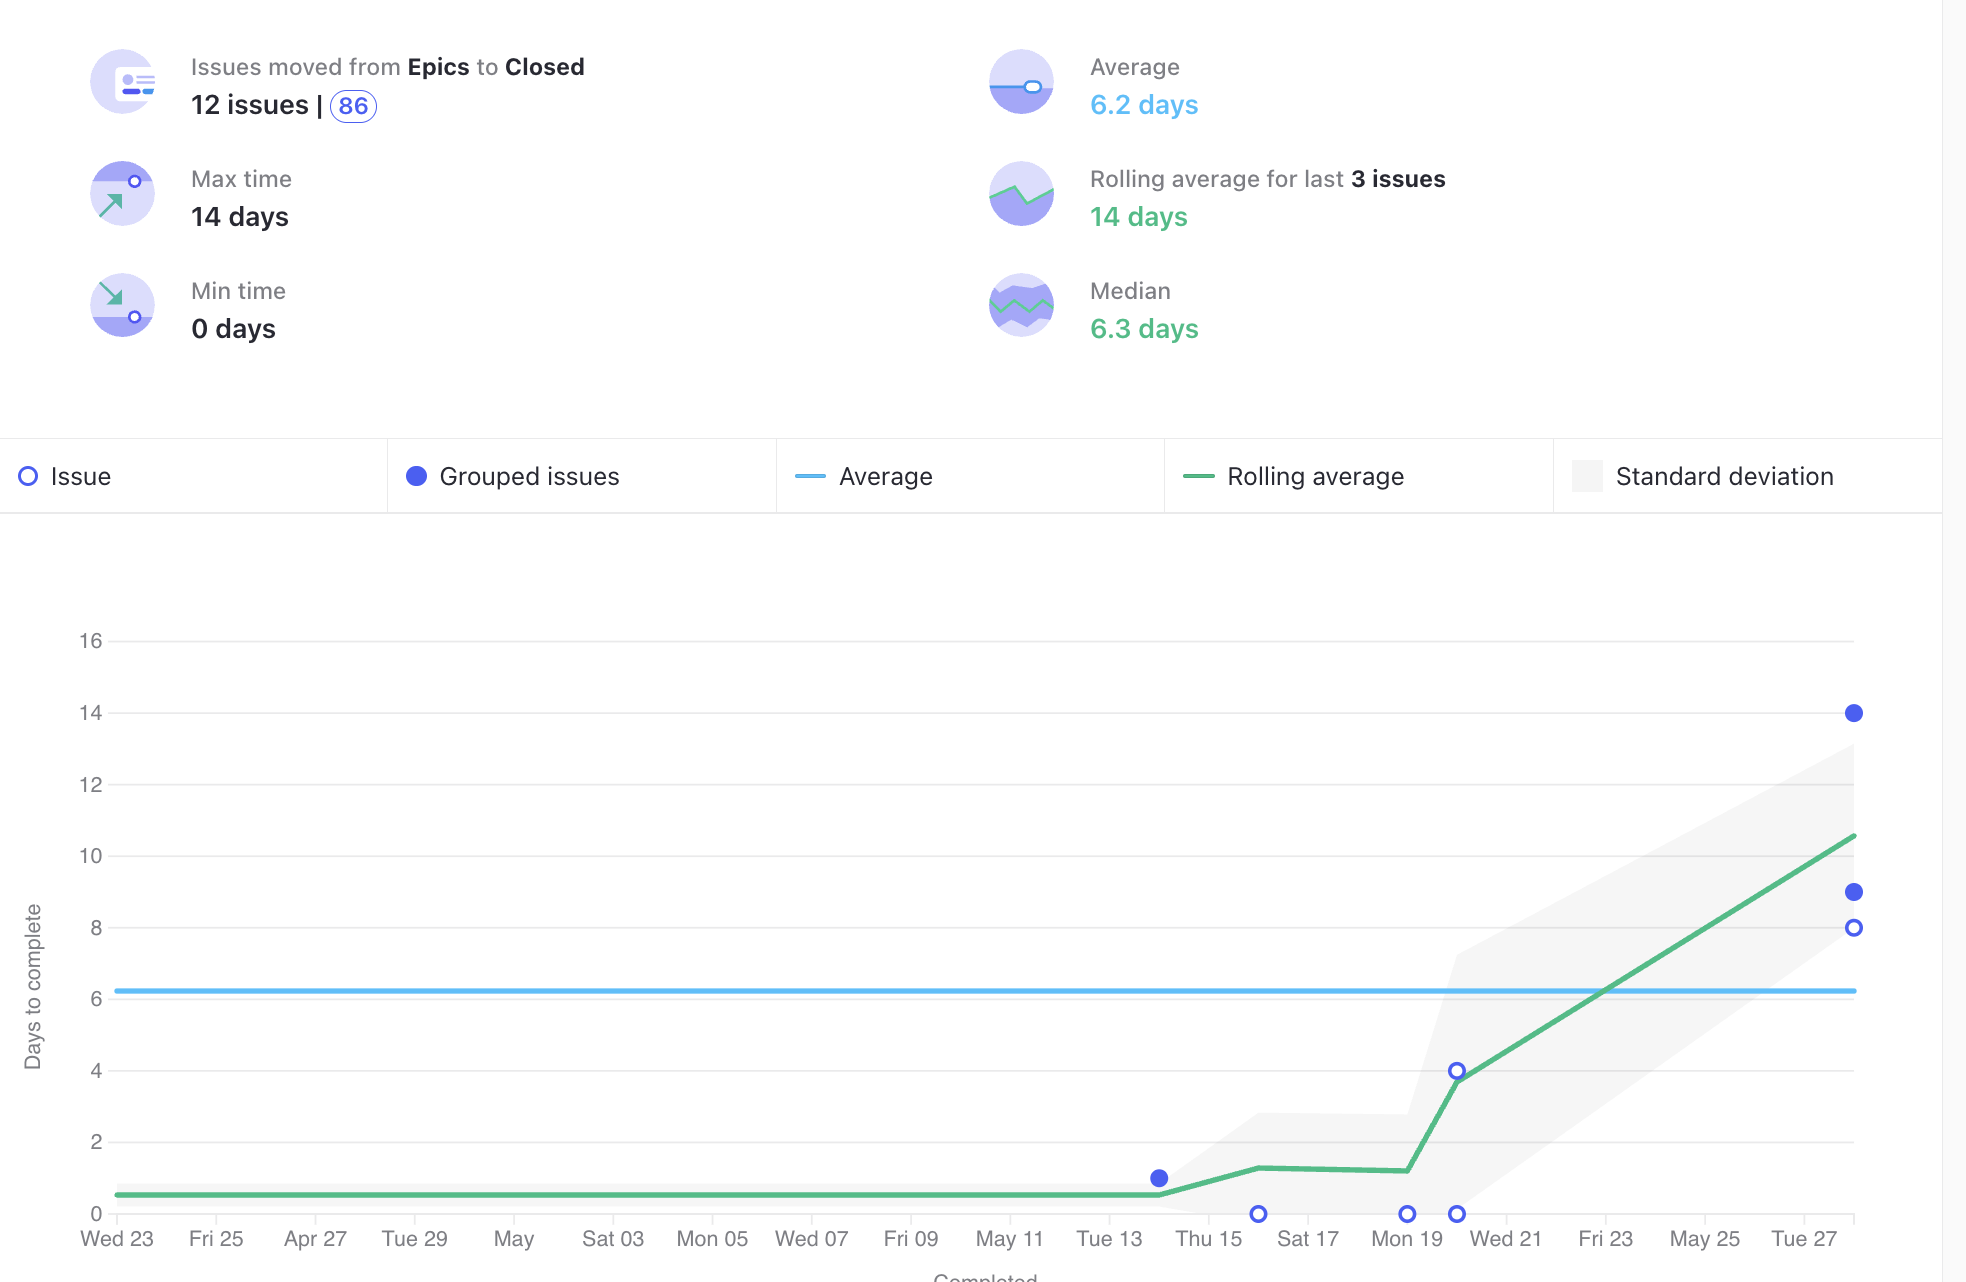 Issues moved from Epics to Closed
12 issues | 86
Average
6.2 days
Max time
14 days
Rolling average for last 3 issues
14 days
Min time
0 days
Median
6.3 days
Issue
Grouped issues
Average
Rolling average
Standard deviation
16
14
12
10
8
6
4
2
0
Days to complete
Wed 23 Fri 25 Apr 27 Tue 29 May Sat 03 Mon 05 Wed 07 Fri 09 May 11 Tue 13 Thu 15 Sat 17 Mon 19 Wed 21 Fri 23 May 25 Tue 27
Completed